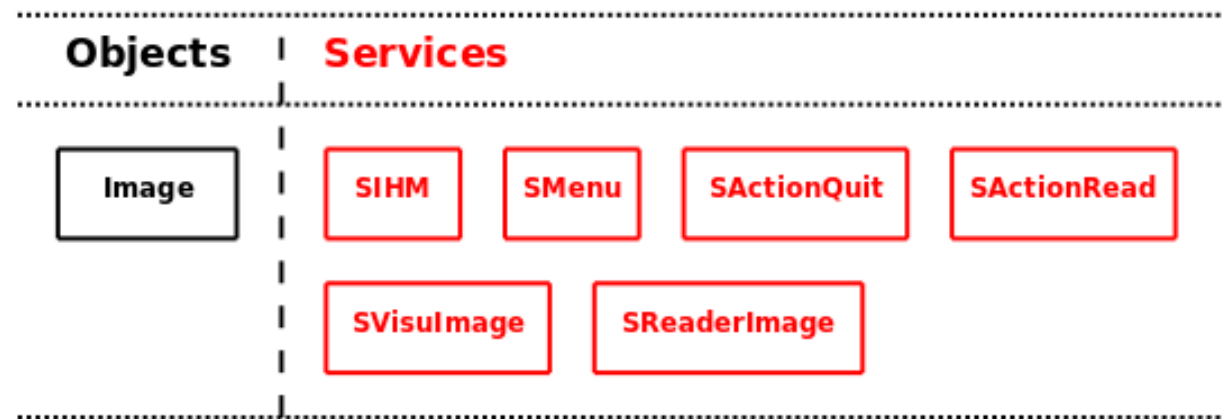 Objects Services
Image SIHM SMenu SActionQuit SActionRead
SVisuImage SReaderImage